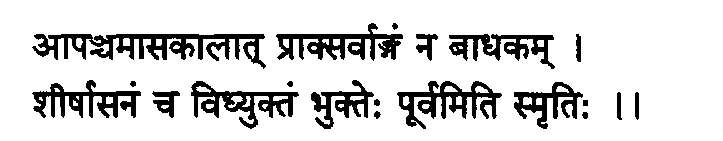 आपञ्चमासकालात् प्राक्सर्वाङ्गं न बाधकम् ।
शीर्षासनं च विध्युक्तं भुक्तेः पूर्वमिति स्मृतिः ।।